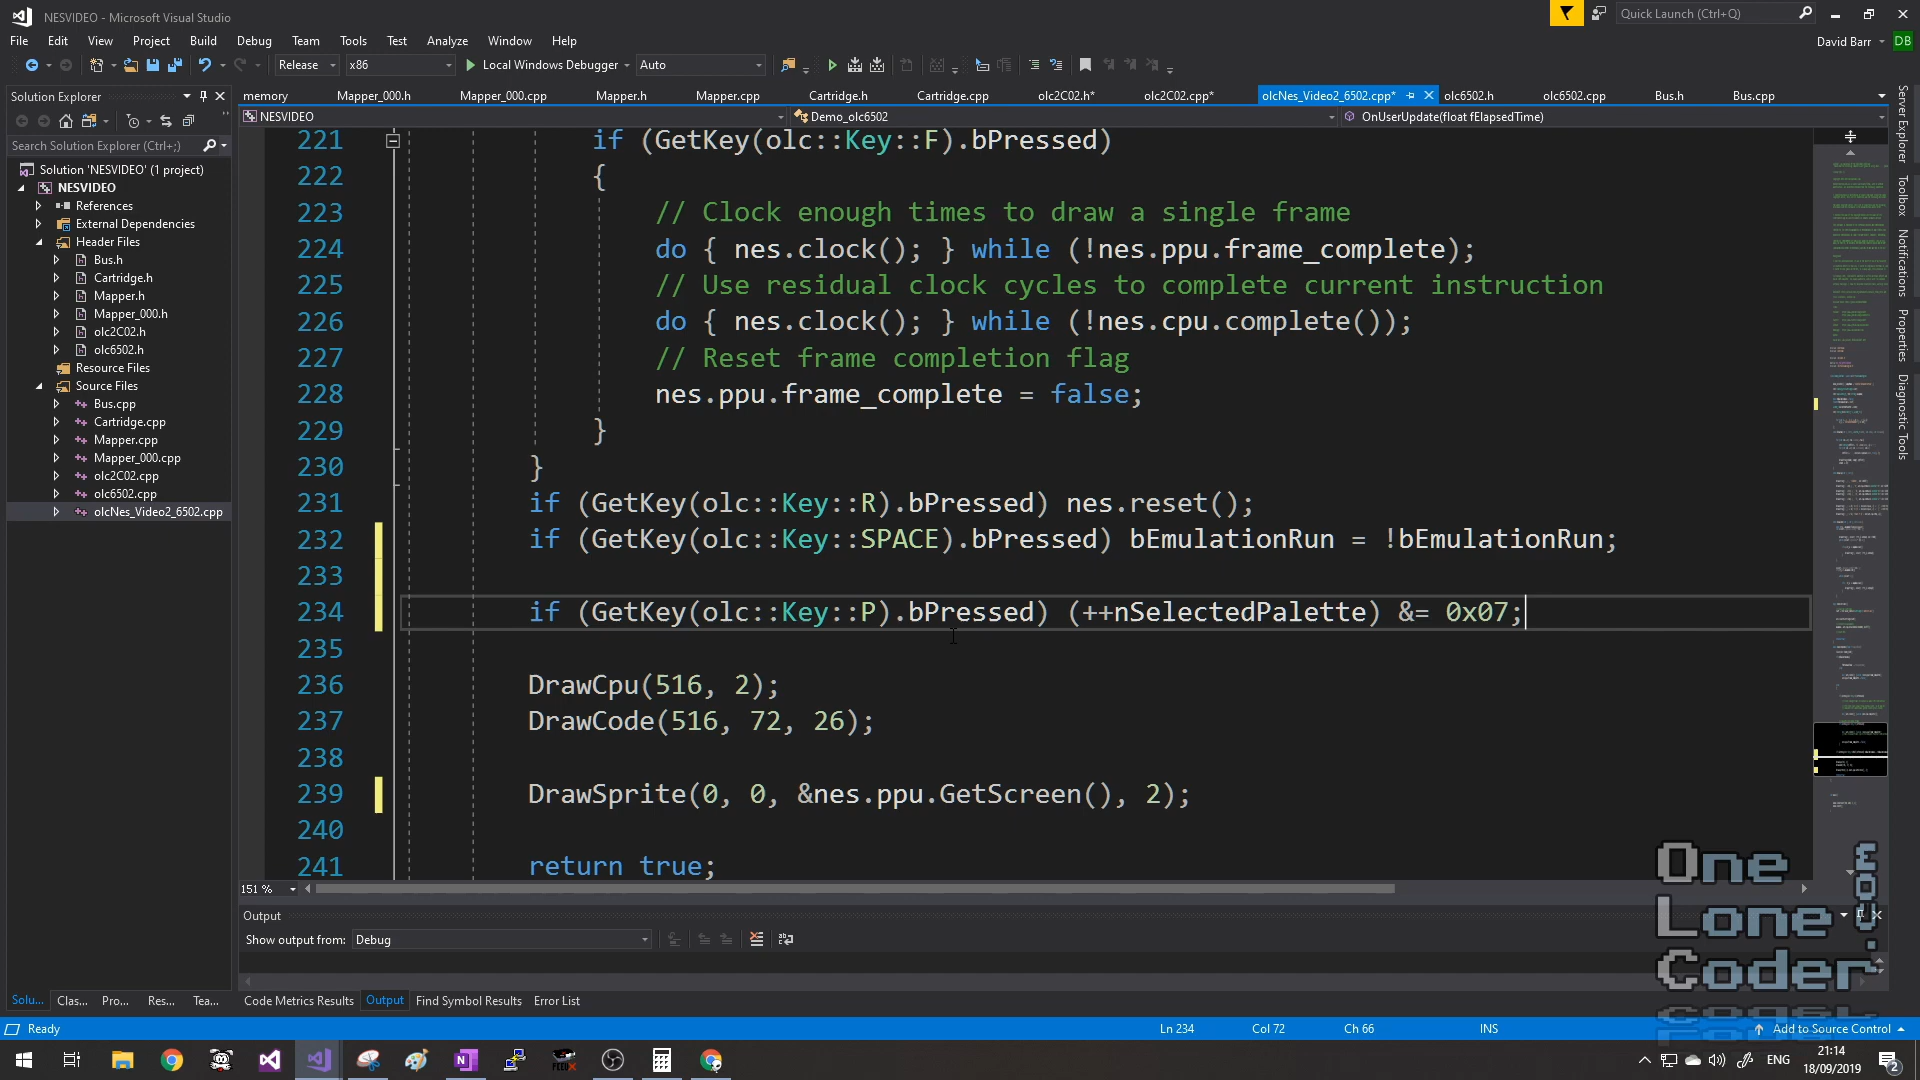 NESVIDEO - Microsoft Visual Studio
Quick Launch (Ctrl+Q)
File Edit View Project Build Debug Team Tools Test Analyze Window Help
David Barr DB
Release x86 Local Windows Debugger Auto
Solution Explorer
memory Mapper_000.h Mapper_000.cpp Mapper.h Mapper.cpp Cartridge.h Cartridge.cpp olc2C02.h* olc2C02.cpp* olcNes_Video2_6502.cpp* olc6502.h olc6502.cpp Bus.h Bus.cpp
NESVIDEO Demo_olc6502 OnUserUpdate(float fElapsedTime)
Search Solution Explorer (Ctrl+;)
Solution 'NESVIDEO' (1 project)
NESVIDEO
References
External Dependencies
Header Files
Bus.h
Cartridge.h
Mapper.h
Mapper_000.h
olc2C02.h
olc6502.h
Resource Files
Source Files
Bus.cpp
Cartridge.cpp
Mapper.cpp
Mapper_000.cpp
olc2C02.cpp
olc6502.cpp
olcNes_Video2_6502.cpp
221 if (GetKey(olc::Key::F).bPressed)
222 {
223 // Clock enough times to draw a single frame
224 do { nes.clock(); } while (!nes.ppu.frame_complete);
225 // Use residual clock cycles to complete current instruction
226 do { nes.clock(); } while (!nes.cpu.complete());
227 // Reset frame completion flag
228 nes.ppu.frame_complete = false;
229 }
230 }
231 if (GetKey(olc::Key::R).bPressed) nes.reset();
232 if (GetKey(olc::Key::SPACE).bPressed) bEmulationRun = !bEmulationRun;
233
234 if (GetKey(olc::Key::P).bPressed) (++nSelectedPalette) &= 0x07;
235
236 DrawCpu(516, 2);
237 DrawCode(516, 72, 26);
238
239 DrawSprite(0, 0, &nes.ppu.GetScreen(), 2);
240
241 return true;
151 %
Server Explorer
Toolbox
Notifications
Properties
Diagnostic Tools
Output
Show output from: Debug
Solu... Clas... Pro... Res... Tea...
Code Metrics Results Output Find Symbol Results Error List
Ready Ln 234 Col 72 Ch 66 INS Add to Source Control
One
Lone
Coder
.com
ENG
21:14
18/09/2019
2